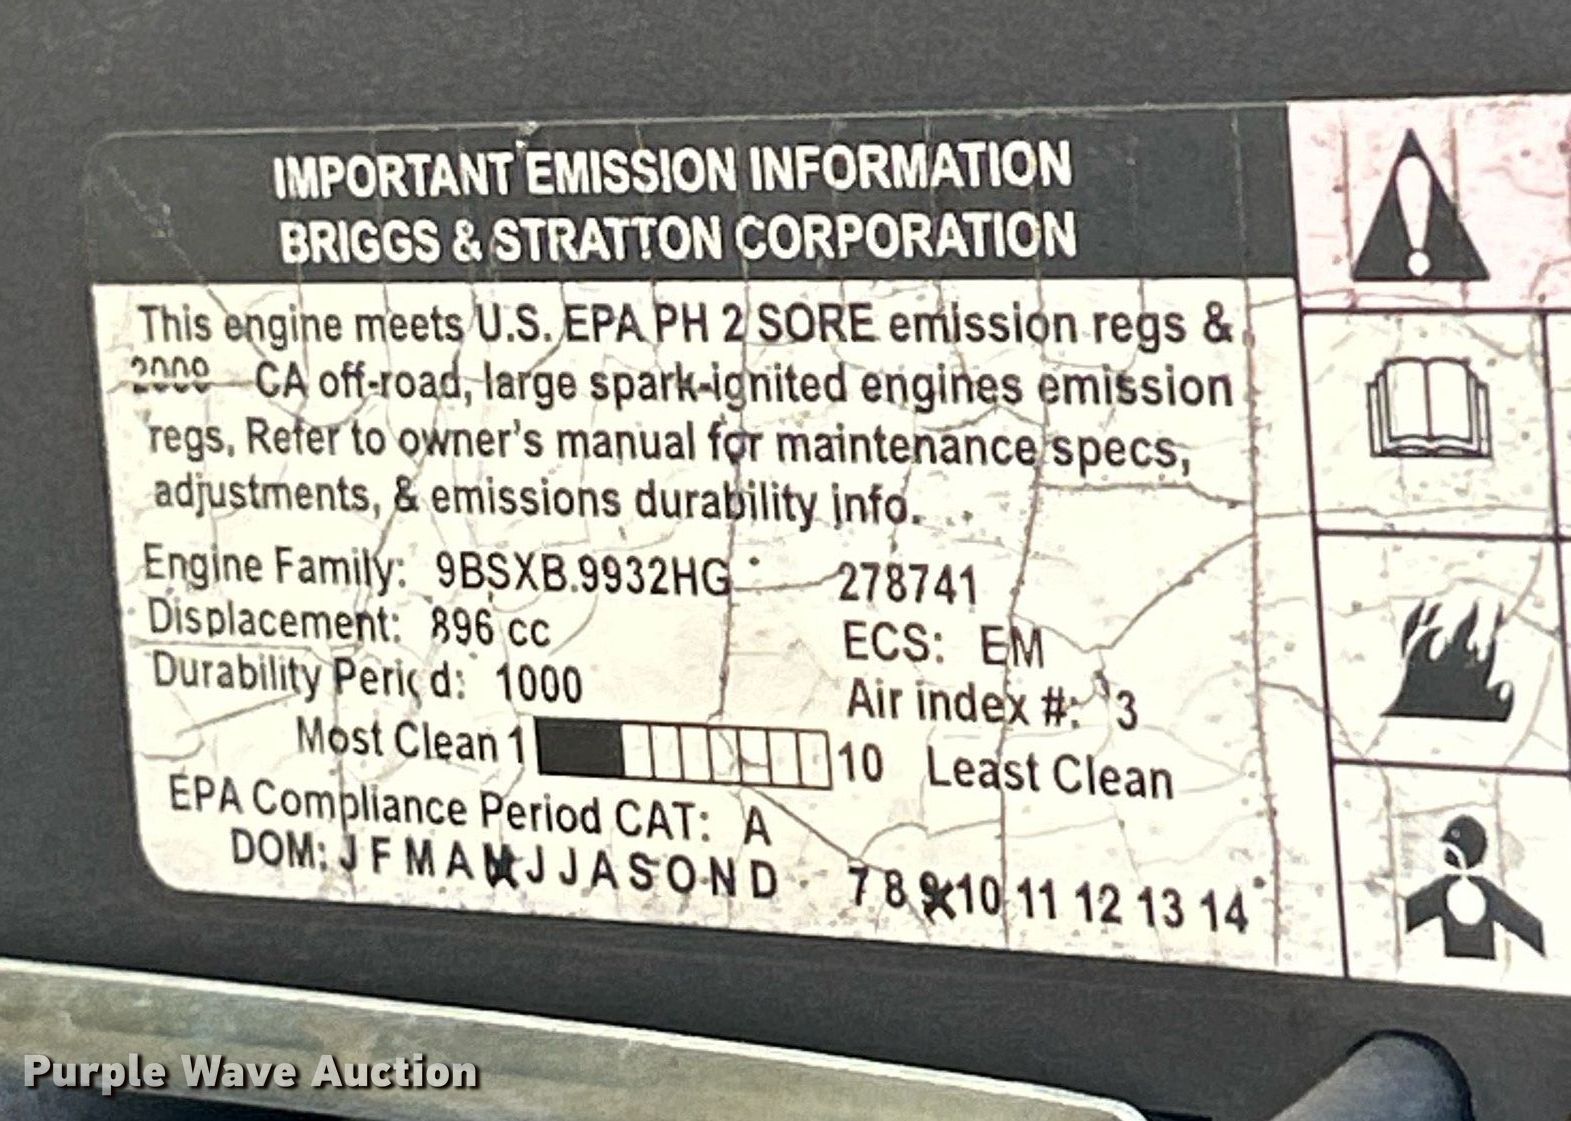 IMPORTANT EMISSION INFORMATION
BRIGGS & STRATTON CORPORATION
This engine meets U.S. EPA PH 2 SORE emission regs &
2009 CA off-road, large spark-ignited engines emission
regs. Refer to owner's manual for maintenance specs,
adjustments, & emissions durability info.
Engine Family: 9BSXB.9932HG 278741
Displacement: 896 cc ECS: EM
Durability Period: 1000 Air index #: 3
Most Clean 1 10 Least Clean
EPA Compliance Period CAT: A
DOM: J F M A M J J A S O N D 7 8 9 10 11 12 13 14
Purple Wave Auction